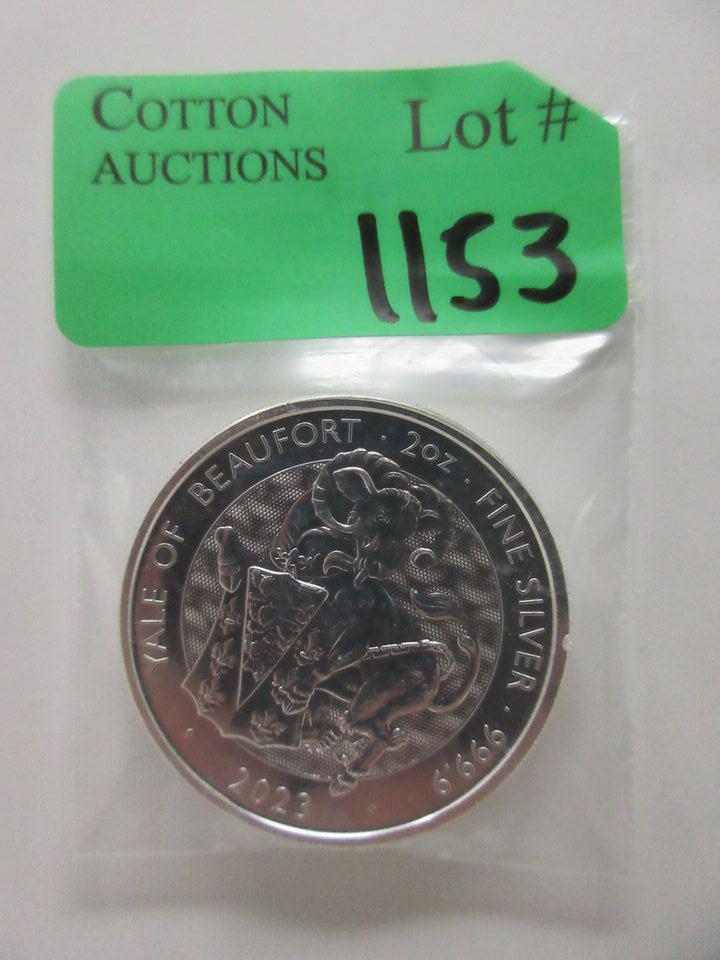 COTTON
AUCTIONS
Lot #
1153
YALE OF BEAUFORT · 2OZ · FINE SILVER · 999.9 · 2023 ·